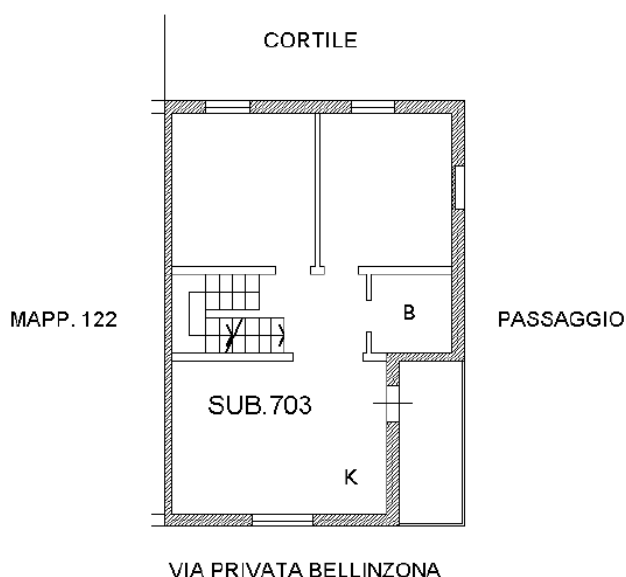 CORTILE
MAPP. 122
B
PASSAGGIO
SUB.703
K
VIA PRIVATA BELLINZONA